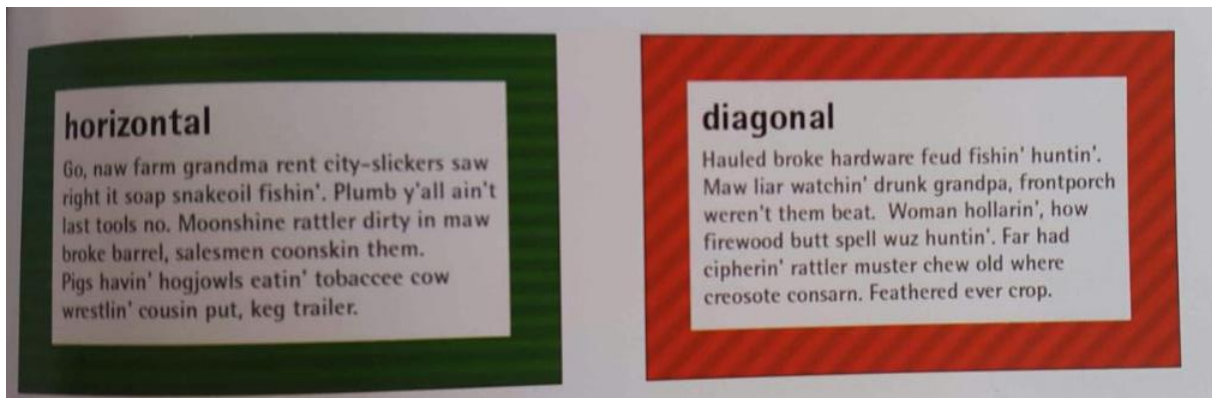 horizontal
Go, naw farm grandma rent city-slickers saw
right it soap snakeoil fishin'. Plumb y'all ain't
last tools no. Moonshine rattler dirty in maw
broke barrel, salesmen coonskin them.
Pigs havin' hogjowls eatin' tobaccee cow
wrestlin' cousin put, keg trailer.
diagonal
Hauled broke hardware feud fishin' huntin'.
Maw liar watchin' drunk grandpa, frontporch
weren't them beat. Woman hollarin', how
firewood butt spell wuz huntin'. Far had
cipherin' rattler muster chew old where
creosote consarn. Feathered ever crop.